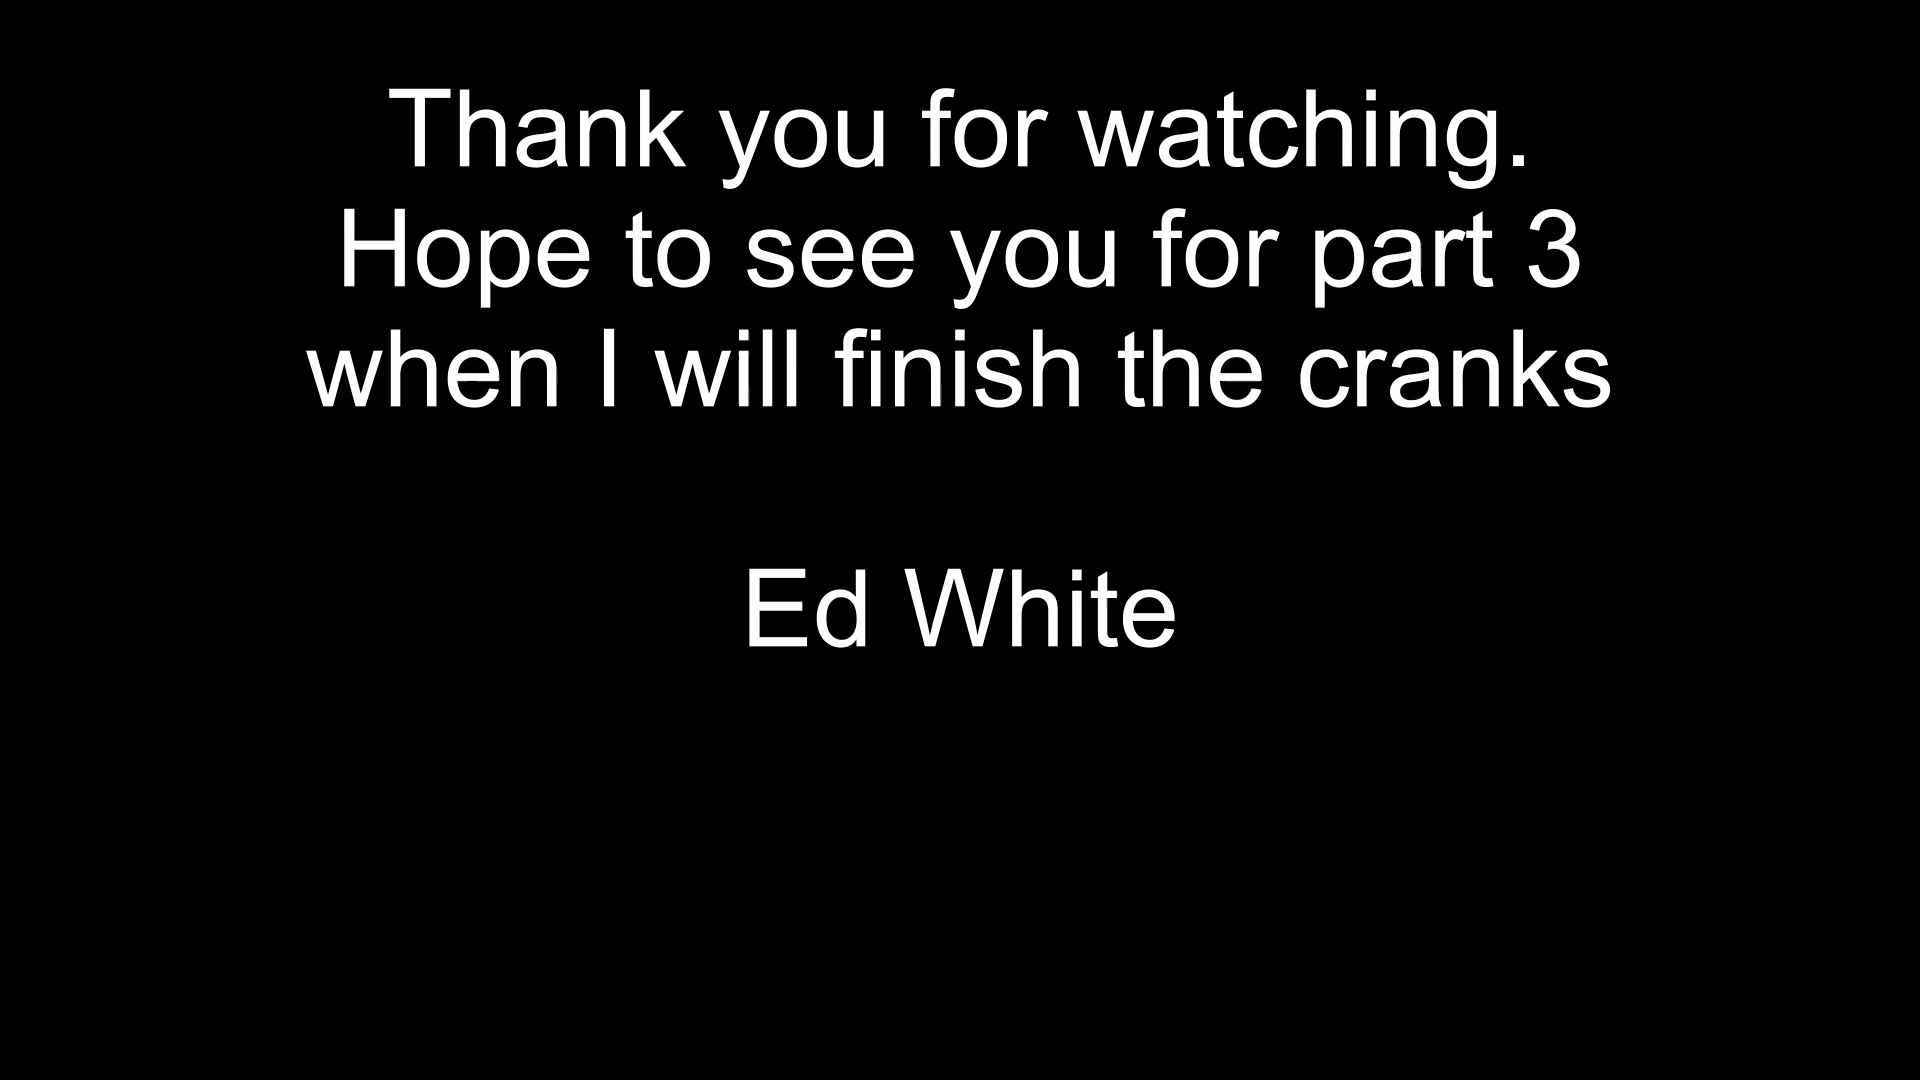 Thank you for watching.
Hope to see you for part 3
when I will finish the cranks
Ed White